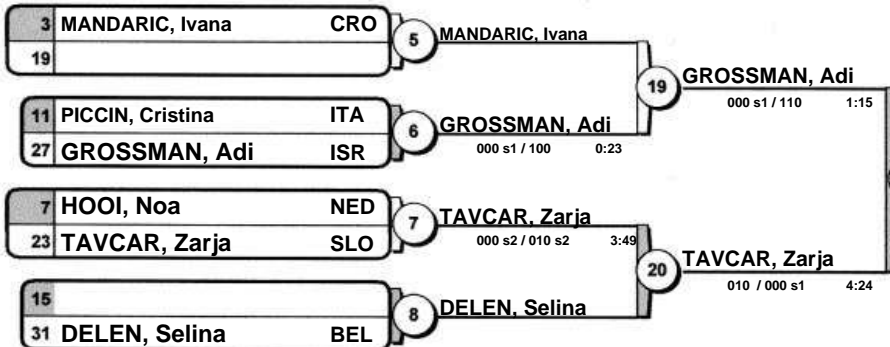 3 MANDARIC, Ivana CRO
19
5 MANDARIC, Ivana
11 PICCIN, Cristina ITA
27 GROSSMAN, Adi ISR
6 GROSSMAN, Adi
000 s1 / 100 0:23
19 GROSSMAN, Adi
000 s1 / 110 1:15
7 HOOI, Noa NED
23 TAVCAR, Zarja SLO
7 TAVCAR, Zarja
000 s2 / 010 s2 3:49
15
31 DELEN, Selina BEL
8 DELEN, Selina
20 TAVCAR, Zarja
010 / 000 s1 4:24